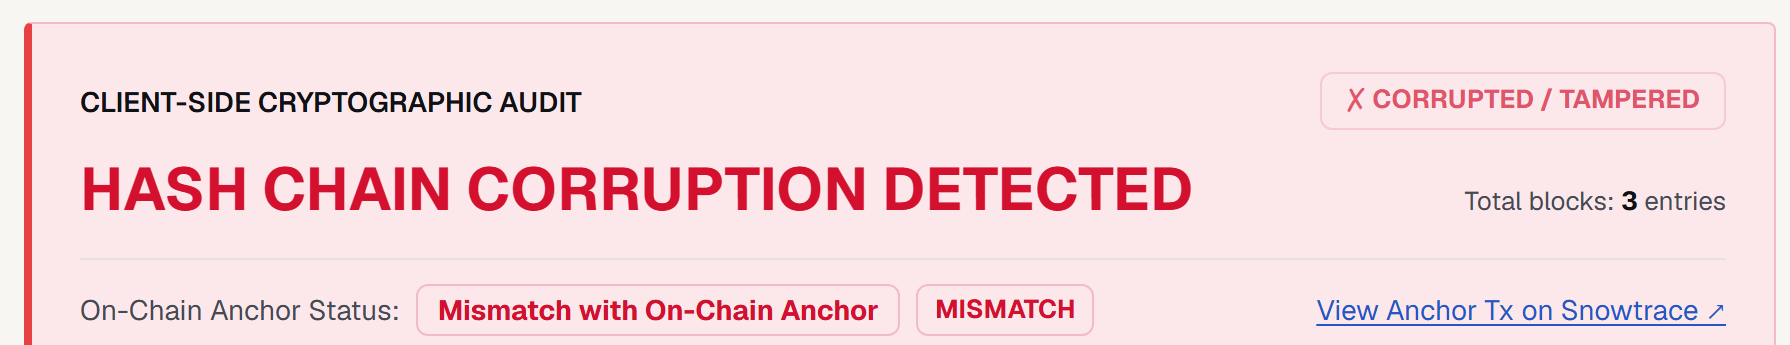 CLIENT-SIDE CRYPTOGRAPHIC AUDIT
✗ CORRUPTED / TAMPERED
HASH CHAIN CORRUPTION DETECTED
Total blocks: 3 entries
On-Chain Anchor Status: Mismatch with On-Chain Anchor MISMATCH
View Anchor Tx on Snowtrace ↗